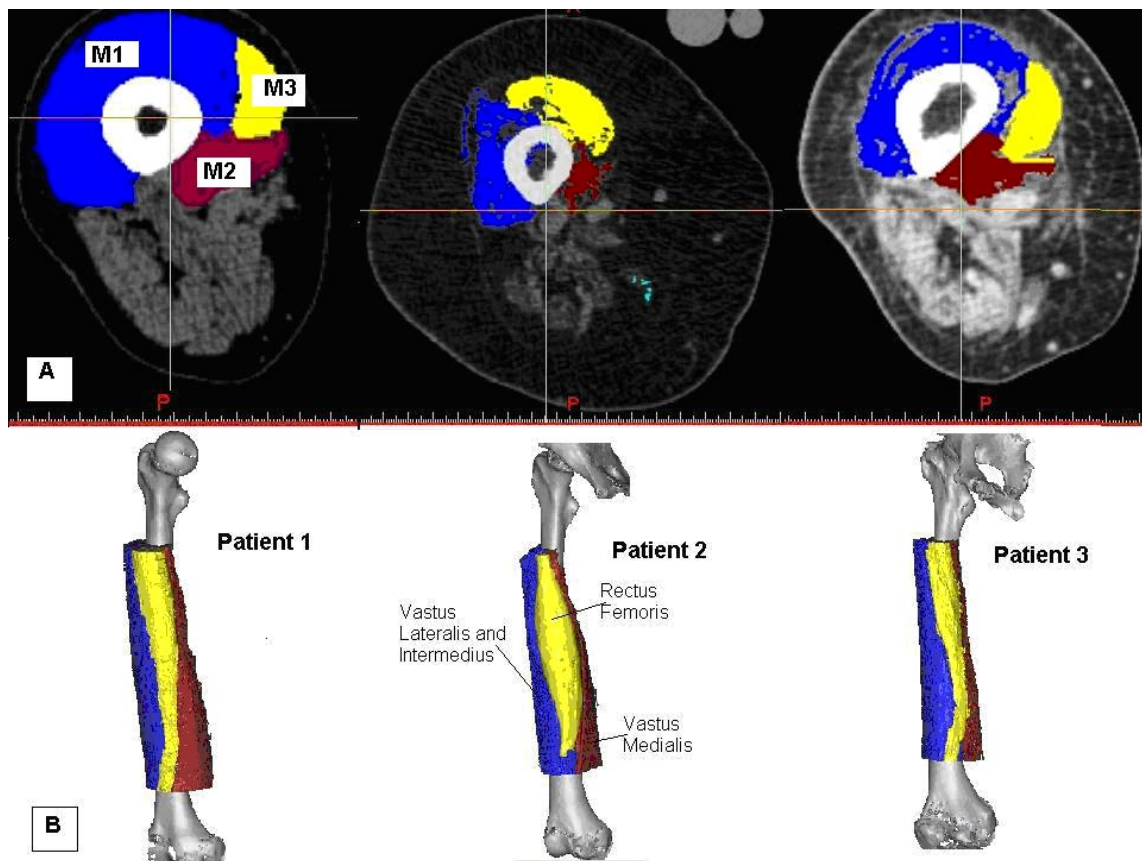 M1
M3
M2
A
P
P
P
Patient 1
Patient 2
Patient 3
Rectus
Femoris
Vastus
Lateralis and
Intermedius
Vastus
Medialis
B